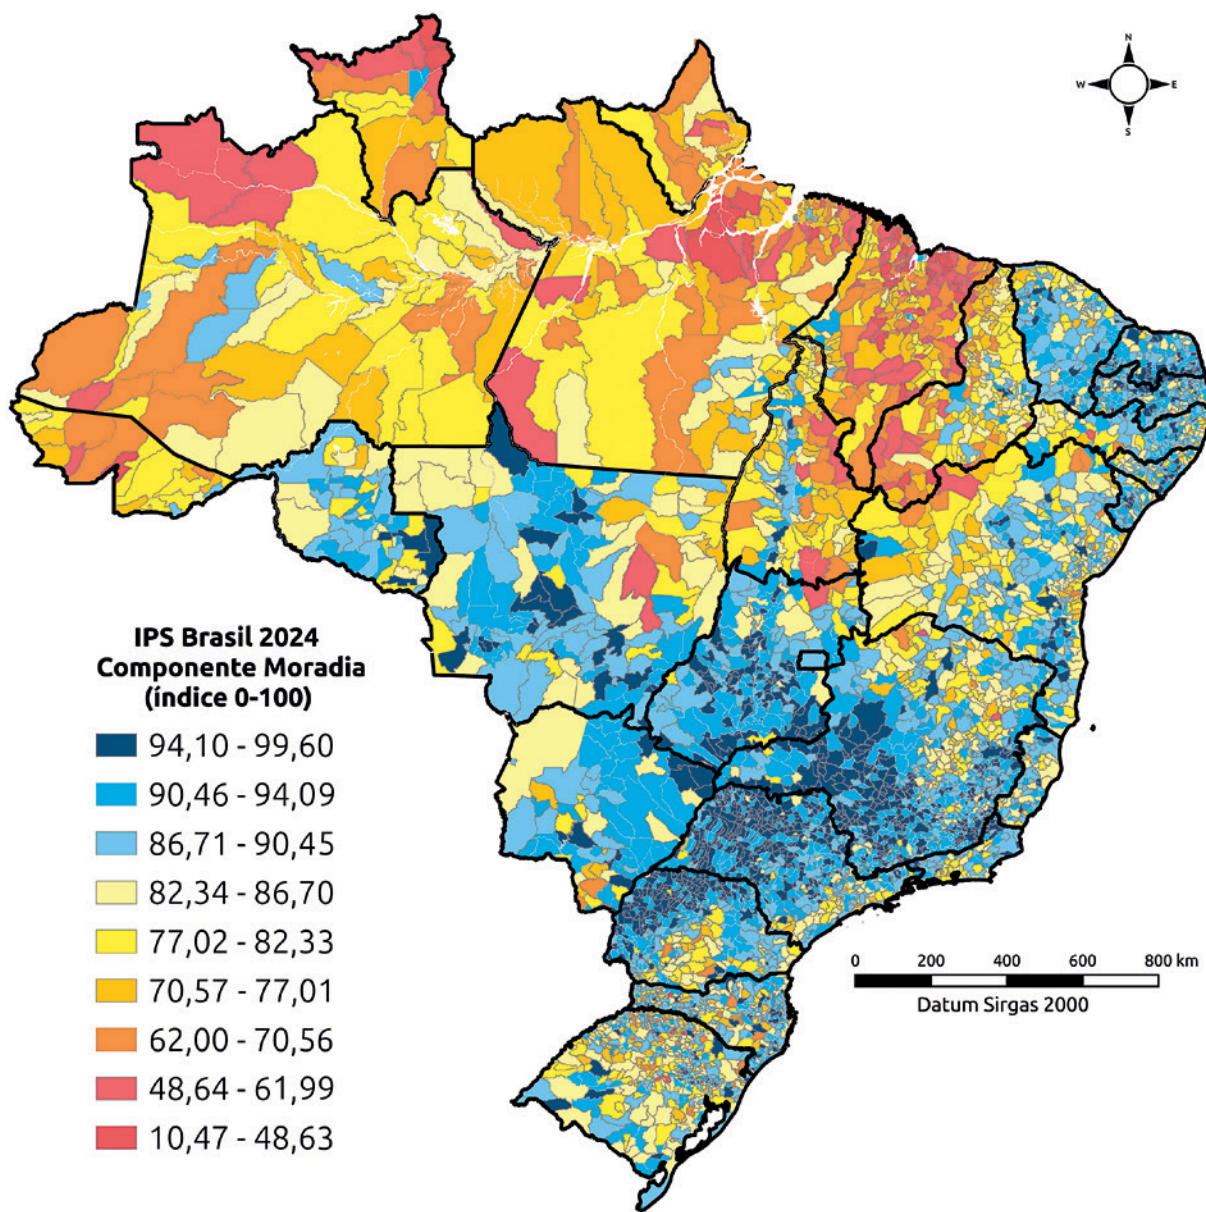 N
W
E
S
IPS Brasil 2024
Componente Moradia
(índice 0-100)
94,10 - 99,60
90,46 - 94,09
86,71 - 90,45
82,34 - 86,70
77,02 - 82,33
70,57 - 77,01
62,00 - 70,56
48,64 - 61,99
10,47 - 48,63
0 200 400 600 800 km
Datum Sirgas 2000